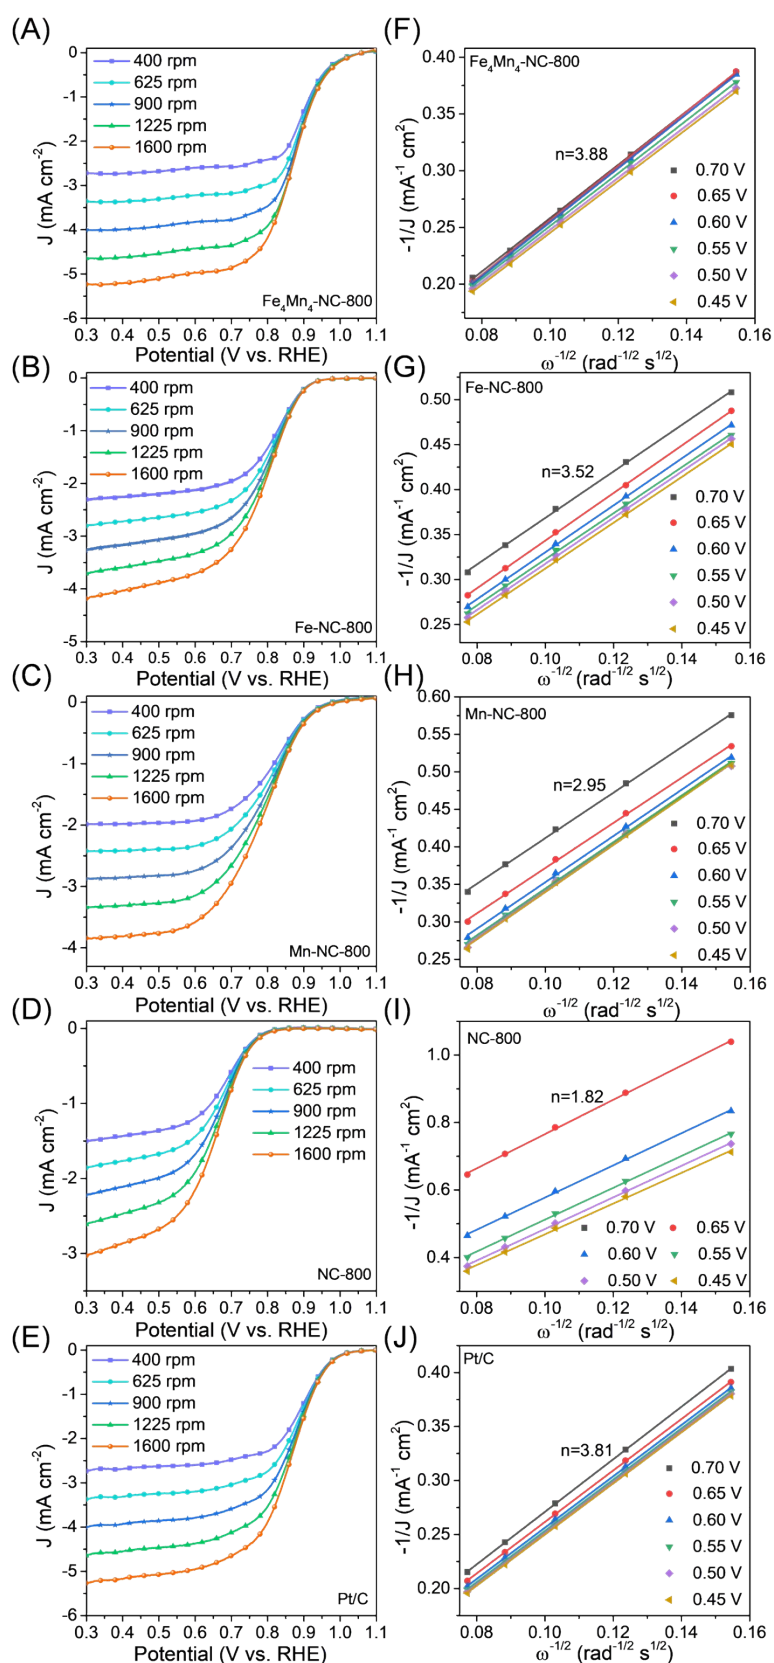 (A)
0
-1
-2
-3
-4
-5
-6
J (mA cm⁻²)
400 rpm
625 rpm
900 rpm
1225 rpm
1600 rpm
Fe₄Mn₄-NC-800
0.3 0.4 0.5 0.6 0.7 0.8 0.9 1.0 1.1
Potential (V vs. RHE)
(F)
0.40
0.35
0.30
0.25
0.20
-1/J (mA⁻¹ cm²)
Fe₄Mn₄-NC-800
n=3.88
0.70 V
0.65 V
0.60 V
0.55 V
0.50 V
0.45 V
0.08 0.10 0.12 0.14 0.16
ω⁻¹/² (rad⁻¹/² s¹/²)
(B)
0
-1
-2
-3
-4
-5
J (mA cm⁻²)
400 rpm
625 rpm
900 rpm
1225 rpm
1600 rpm
Fe-NC-800
0.3 0.4 0.5 0.6 0.7 0.8 0.9 1.0 1.1
Potential (V vs. RHE)
(G)
0.50
0.45
0.40
0.35
0.30
0.25
-1/J (mA⁻¹ cm²)
Fe-NC-800
n=3.52
0.70 V
0.65 V
0.60 V
0.55 V
0.50 V
0.45 V
0.08 0.10 0.12 0.14 0.16
ω⁻¹/² (rad⁻¹/² s¹/²)
(C)
0
-1
-2
-3
-4
J (mA cm⁻²)
400 rpm
625 rpm
900 rpm
1225 rpm
1600 rpm
Mn-NC-800
0.3 0.4 0.5 0.6 0.7 0.8 0.9 1.0 1.1
Potential (V vs. RHE)
(H)
0.60
0.55
0.50
0.45
0.40
0.35
0.30
0.25
-1/J (mA⁻¹ cm²)
Mn-NC-800
n=2.95
0.70 V
0.65 V
0.60 V
0.55 V
0.50 V
0.45 V
0.08 0.10 0.12 0.14 0.16
ω⁻¹/² (rad⁻¹/² s¹/²)
(D)
0
-1
-2
-3
J (mA cm⁻²)
400 rpm
625 rpm
900 rpm
1225 rpm
1600 rpm
NC-800
0.3 0.4 0.5 0.6 0.7 0.8 0.9 1.0 1.1
Potential (V vs. RHE)
(I)
1.0
0.8
0.6
0.4
-1/J (mA⁻¹ cm²)
NC-800
n=1.82
0.70 V 0.65 V
0.60 V 0.55 V
0.50 V 0.45 V
0.08 0.10 0.12 0.14 0.16
ω⁻¹/² (rad⁻¹/² s¹/²)
(E)
0
-1
-2
-3
-4
-5
-6
J (mA cm⁻²)
400 rpm
625 rpm
900 rpm
1225 rpm
1600 rpm
Pt/C
0.3 0.4 0.5 0.6 0.7 0.8 0.9 1.0 1.1
Potential (V vs. RHE)
(J)
0.40
0.35
0.30
0.25
0.20
-1/J (mA⁻¹ cm²)
Pt/C
n=3.81
0.70 V
0.65 V
0.60 V
0.55 V
0.50 V
0.45 V
0.08 0.10 0.12 0.14 0.16
ω⁻¹/² (rad⁻¹/² s¹/²)